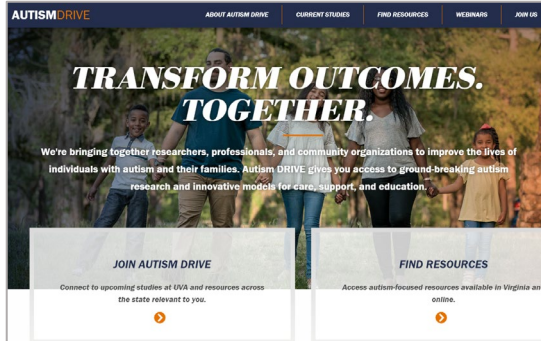 AUTISMDRIVE
ABOUT AUTISM DRIVE CURRENT STUDIES FIND RESOURCES WEBINARS JOIN US
TRANSFORM OUTCOMES.
TOGETHER.
We're bringing together researchers, professionals, and community organizations to improve the lives of
individuals with autism and their families. Autism DRIVE gives you access to ground-breaking autism
research and innovative models for care, support, and education.
JOIN AUTISM DRIVE
Connect to upcoming studies at UVA and resources across
the state relevant to you.
FIND RESOURCES
Access autism-focused resources available in Virginia an
online.